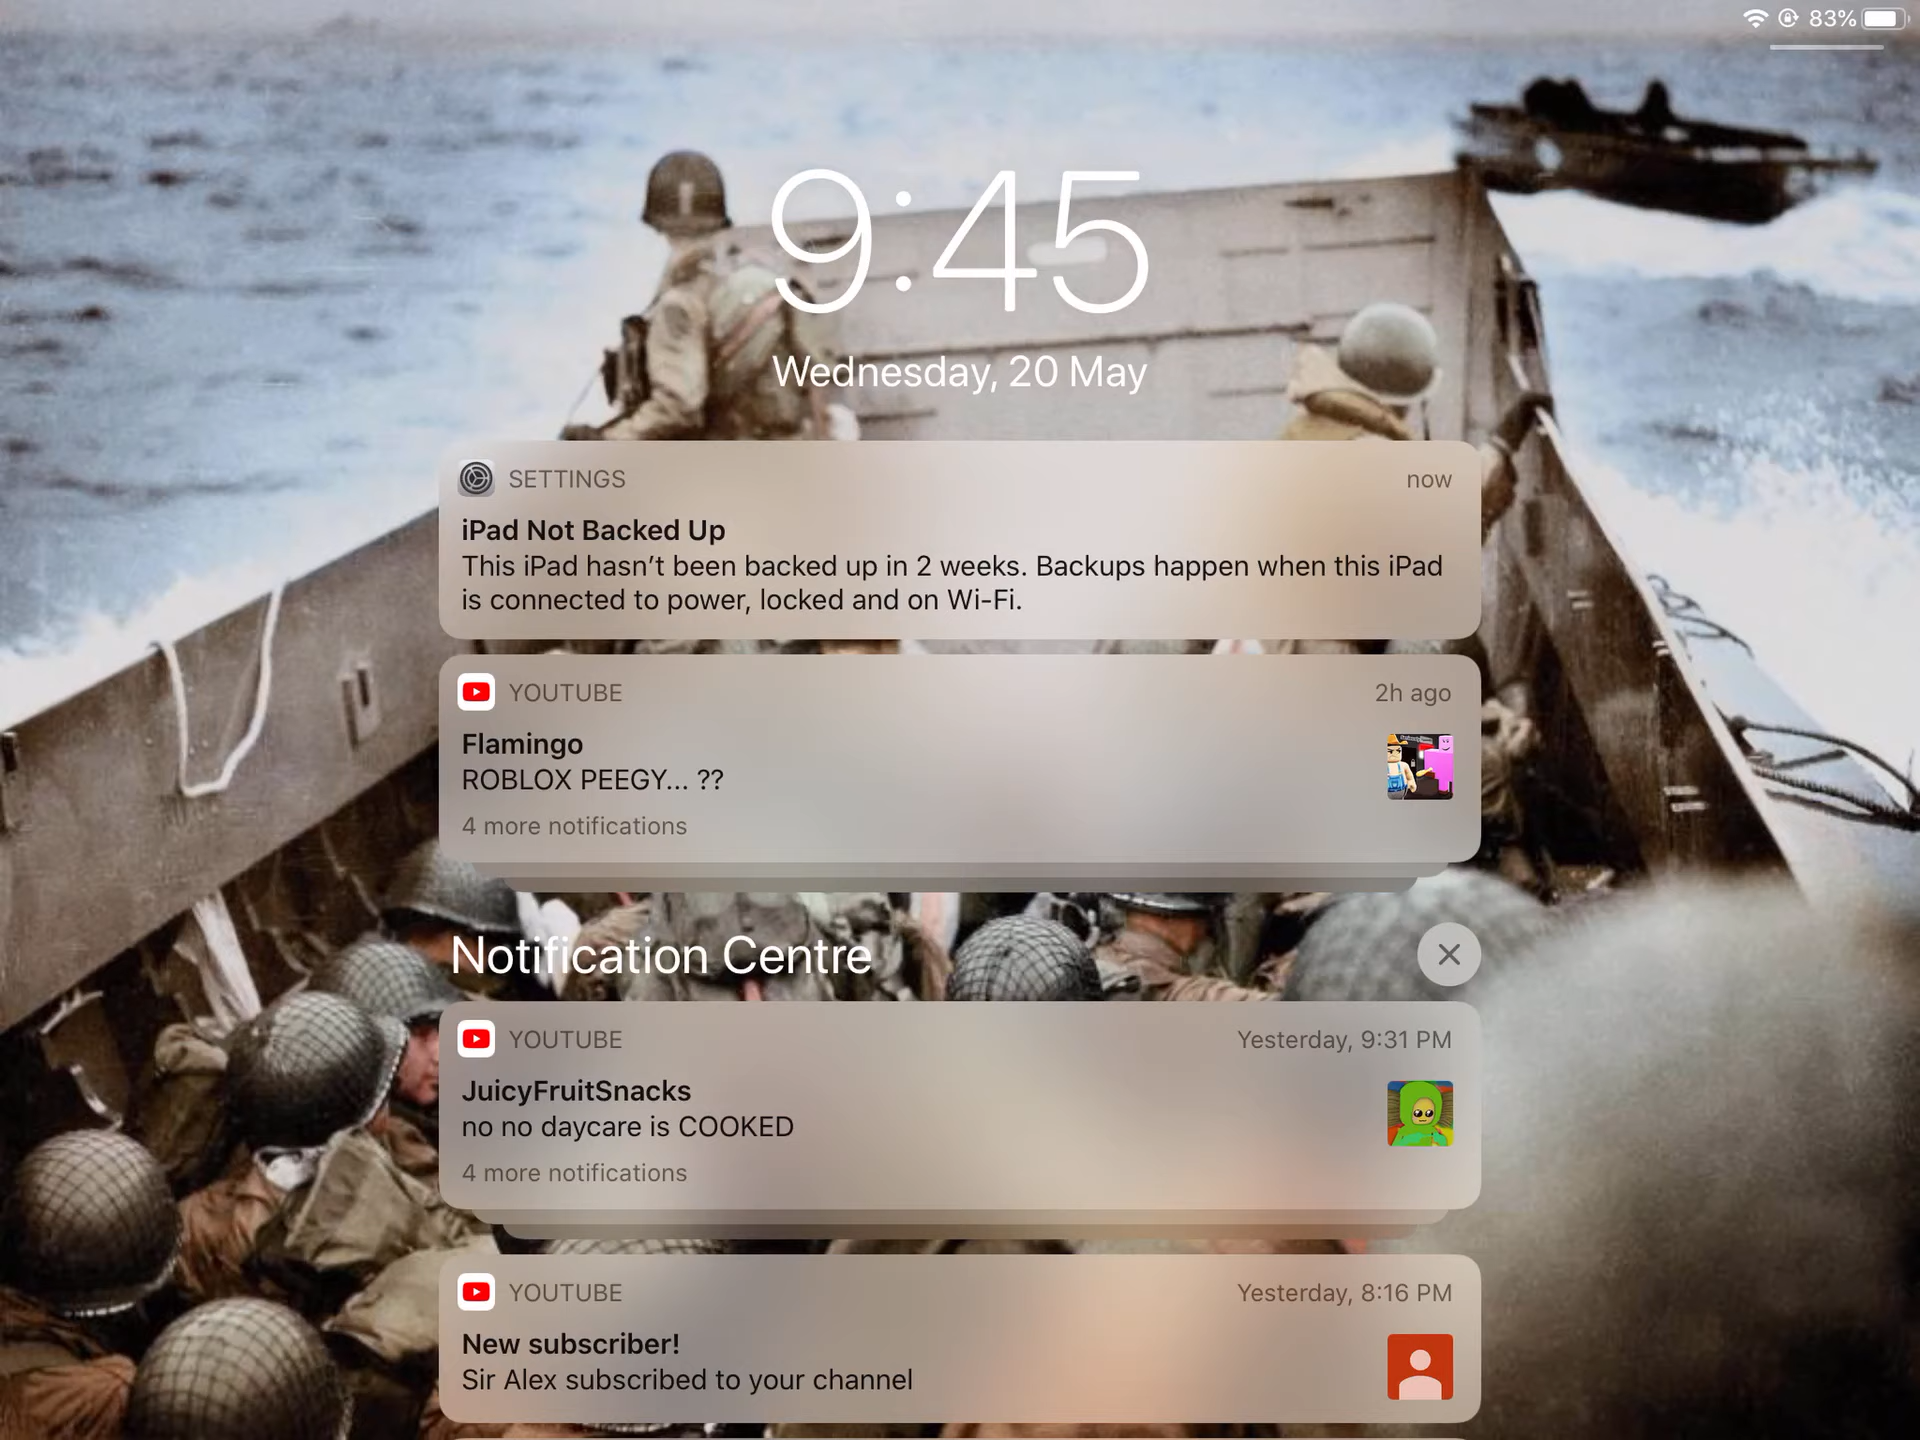 83%
9:45
Wednesday, 20 May
SETTINGS
now
iPad Not Backed Up
This iPad hasn’t been backed up in 2 weeks. Backups happen when this iPad
is connected to power, locked and on Wi-Fi.
YOUTUBE
2h ago
Flamingo
ROBLOX PEEGY... ??
4 more notifications
Notification Centre
YOUTUBE
Yesterday, 9:31 PM
JuicyFruitSnacks
no no daycare is COOKED
4 more notifications
YOUTUBE
Yesterday, 8:16 PM
New subscriber!
Sir Alex subscribed to your channel